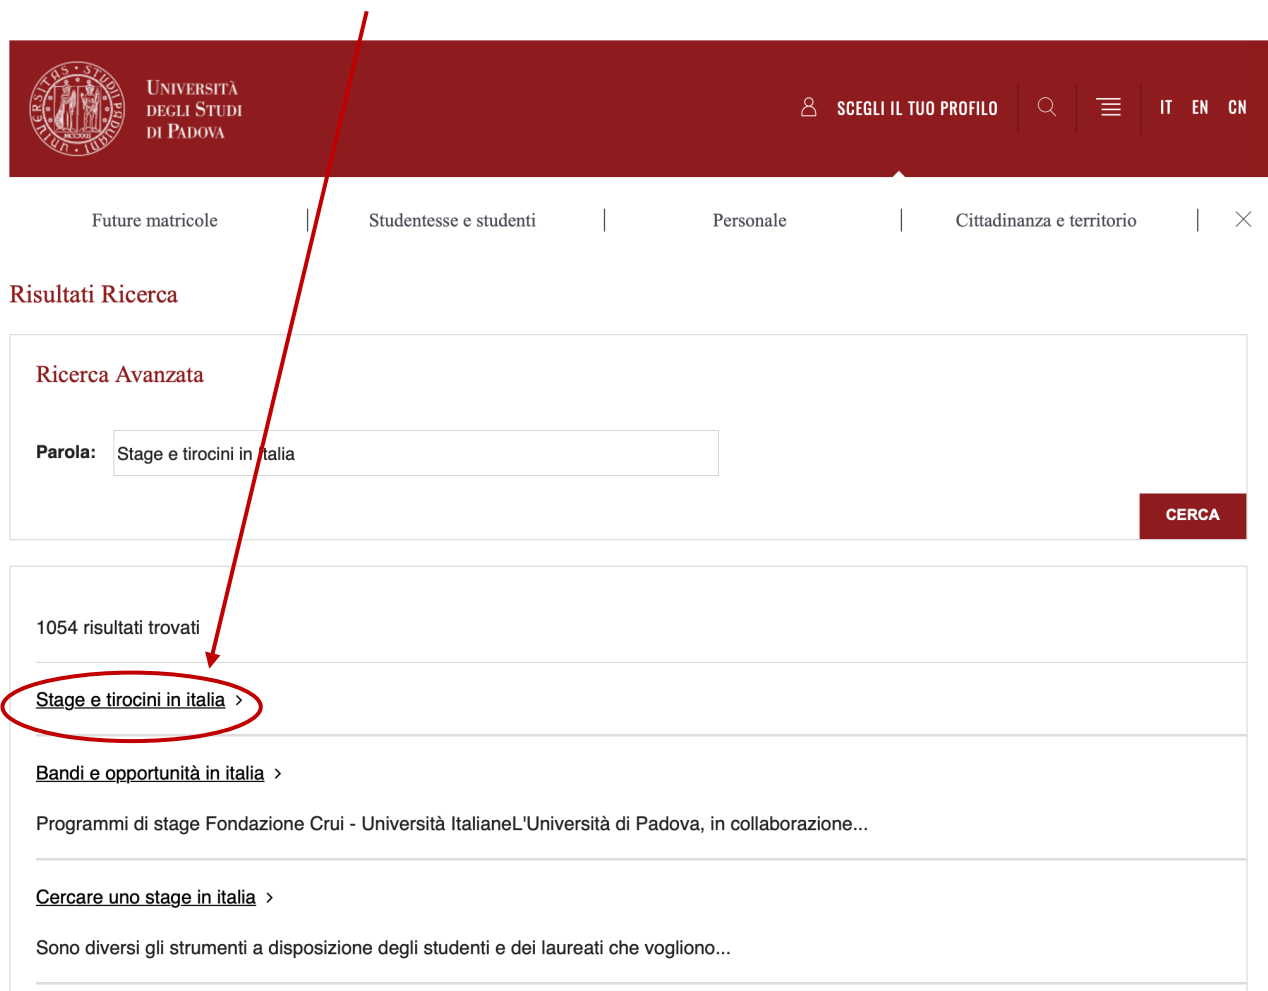 UNIVERSITÀ
DEGLI STUDI
DI PADOVA
SCEGLI IL TUO PROFILO
IT EN CN
Future matricole
Studentesse e studenti
Personale
Cittadinanza e territorio
Risultati Ricerca
Ricerca Avanzata
Parola: Stage e tirocini in italia
CERCA
1054 risultati trovati
Stage e tirocini in italia >
Bandi e opportunità in italia >
Programmi di stage Fondazione Crui - Università ItalianeL'Università di Padova, in collaborazione...
Cercare uno stage in italia >
Sono diversi gli strumenti a disposizione degli studenti e dei laureati che vogliono...